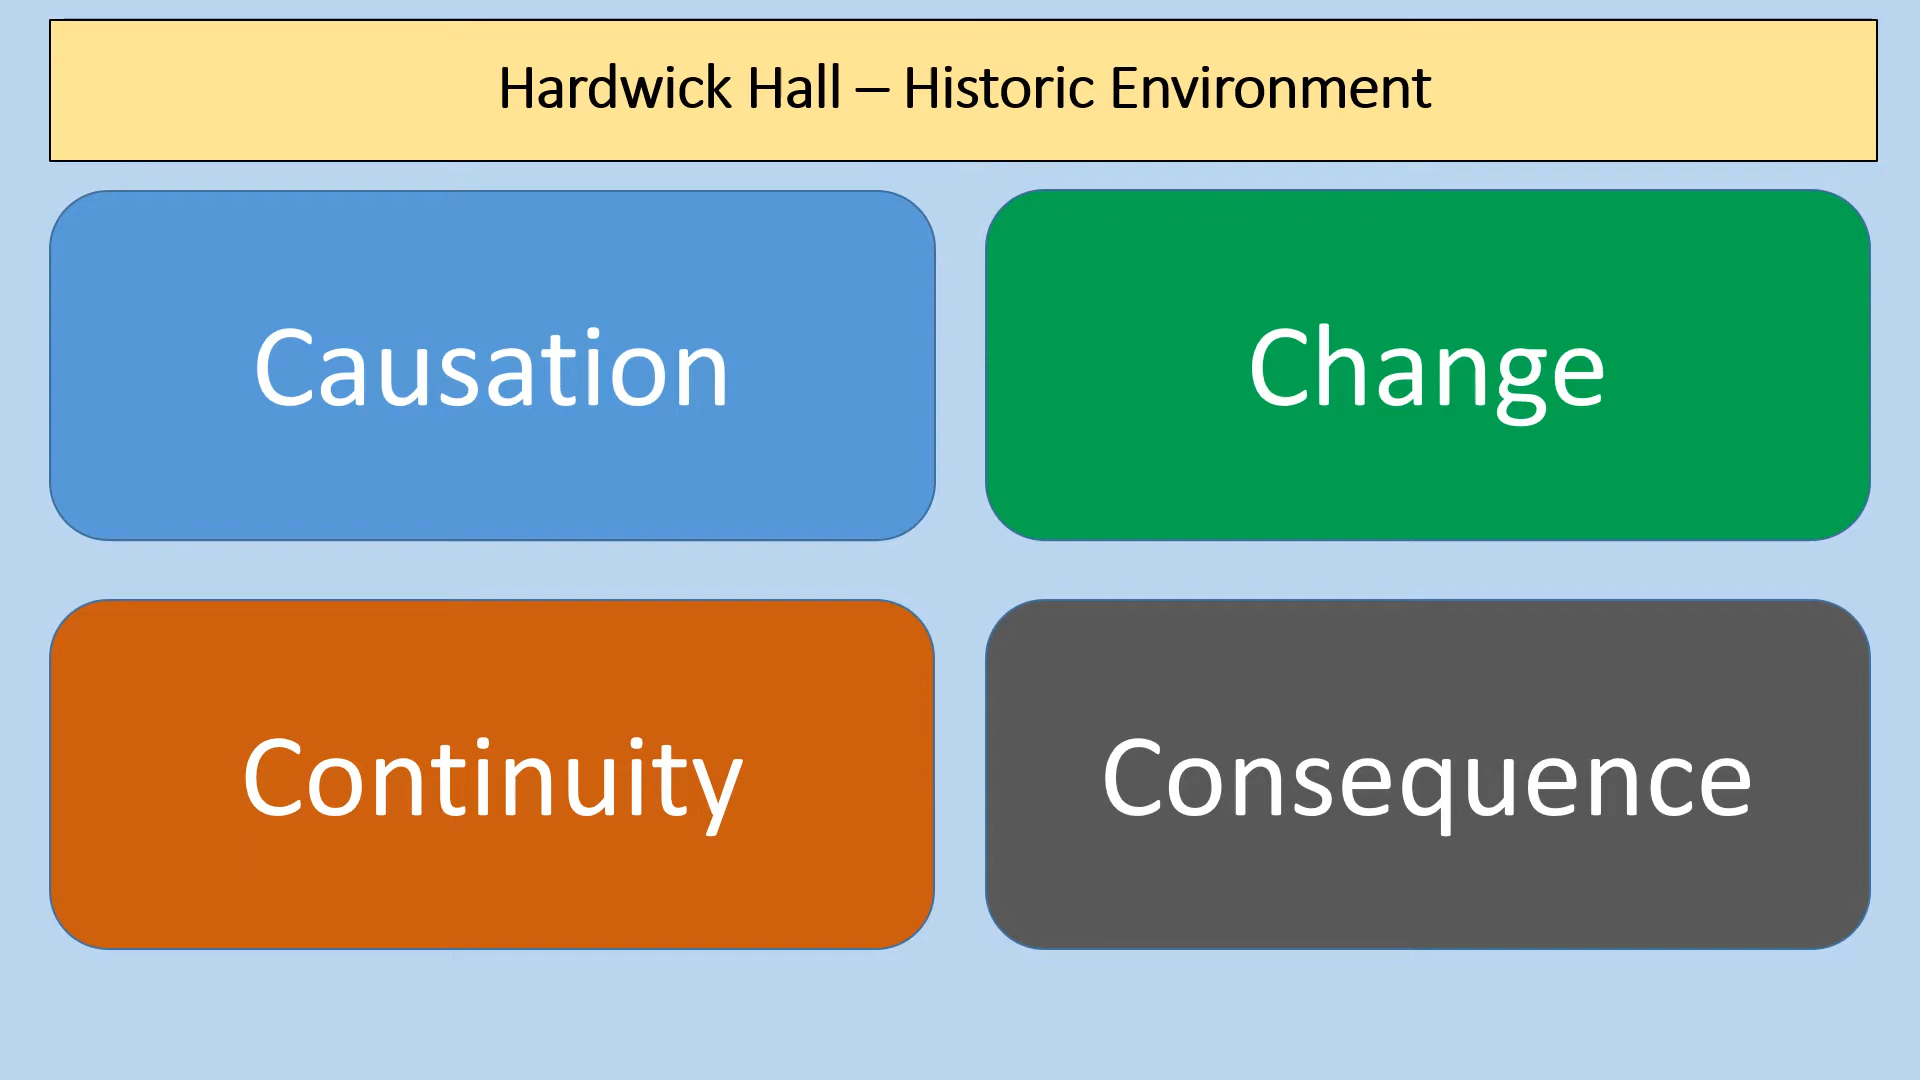 Hardwick Hall – Historic Environment
Causation
Change
Continuity
Consequence